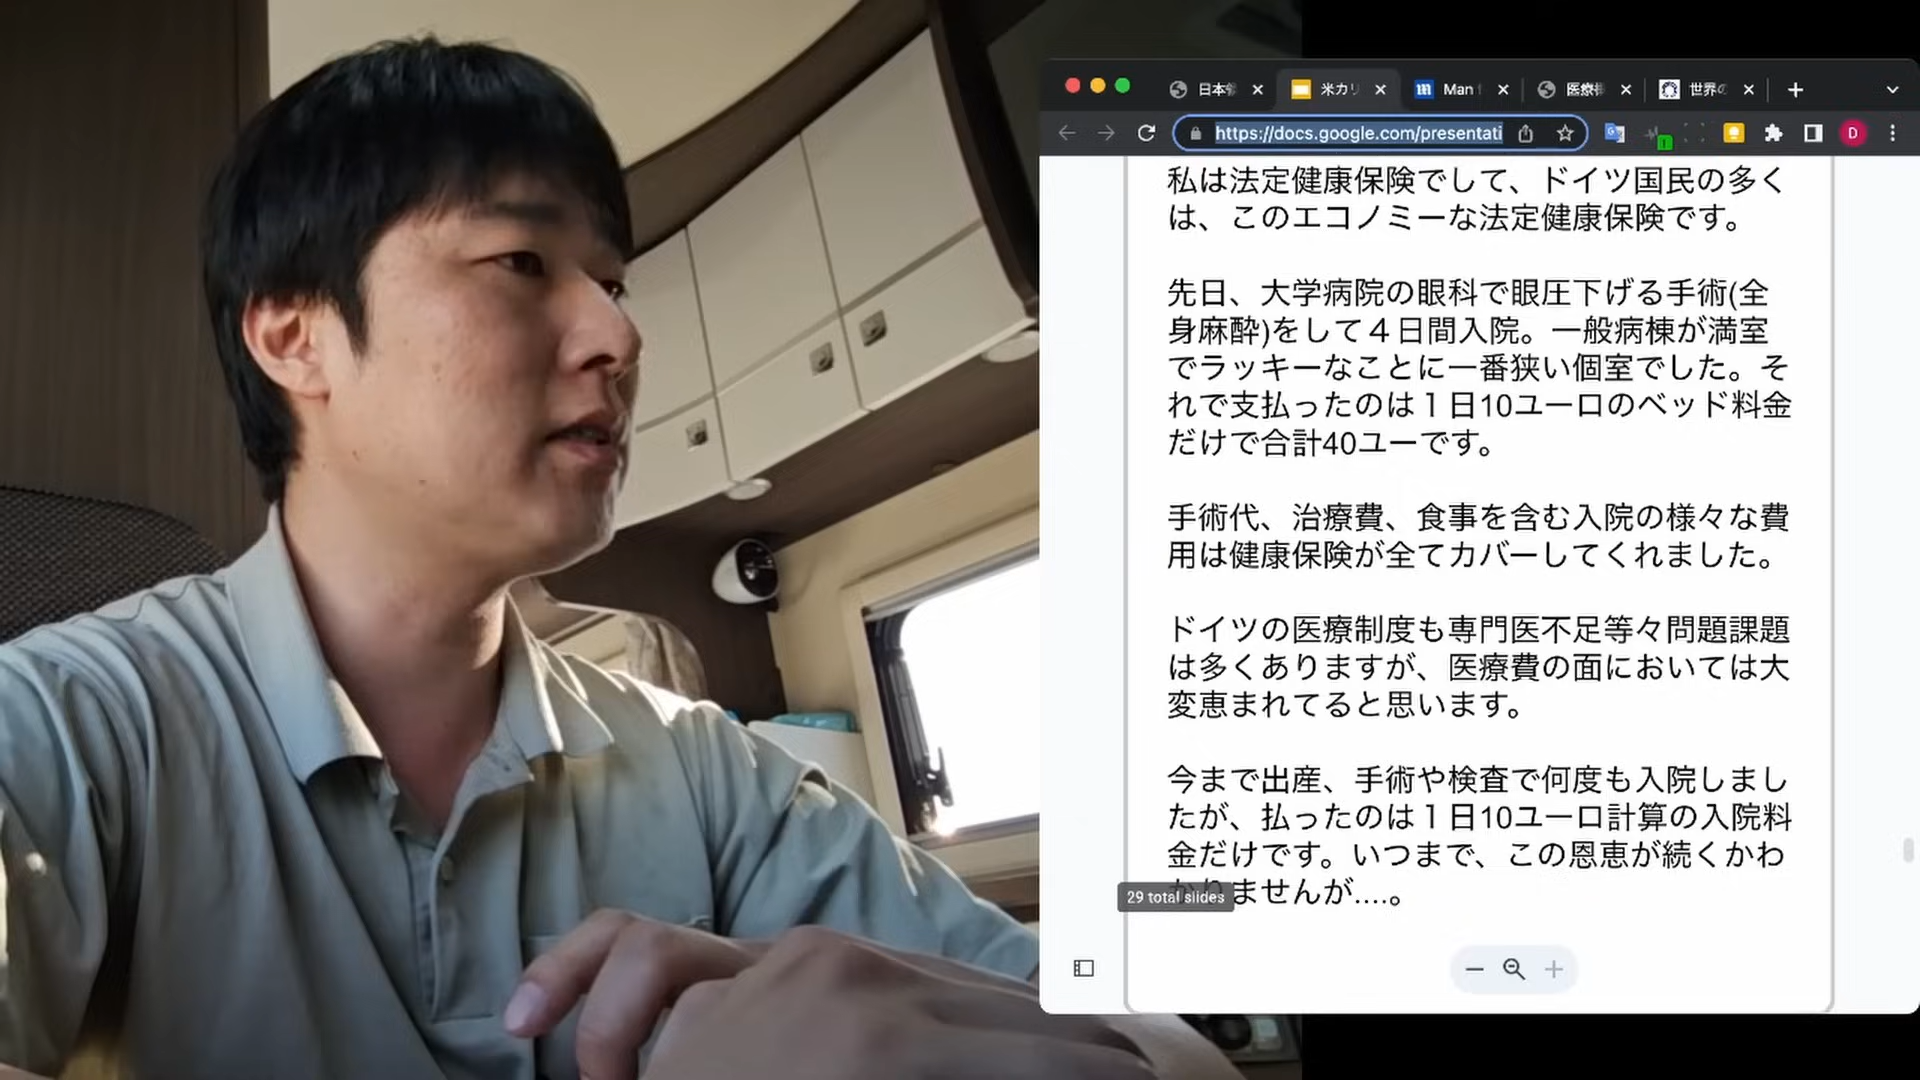 日本
米カリ
Man
医療
世界の
https://docs.google.com/presentati
D
私は法定健康保険でして、ドイツ国民の多く
は、このエコノミーな法定健康保険です。
先日、大学病院の眼科で眼圧下げる手術(全
身麻酔)をして４日間入院。一般病棟が満室
でラッキーなことに一番狭い個室でした。そ
れで支払ったのは１日10ユーロのベッド料金
だけで合計40ユーです。
手術代、治療費、食事を含む入院の様々な費
用は健康保険が全てカバーしてくれました。
ドイツの医療制度も専門医不足等々問題課題
は多くありますが、医療費の面においては大
変恵まれてると思います。
今まで出産、手術や検査で何度も入院しまし
たが、払ったのは１日10ユーロ計算の入院料
金だけです。いつまで、この恩恵が続くかわ
かりませんが....。
29 total slides